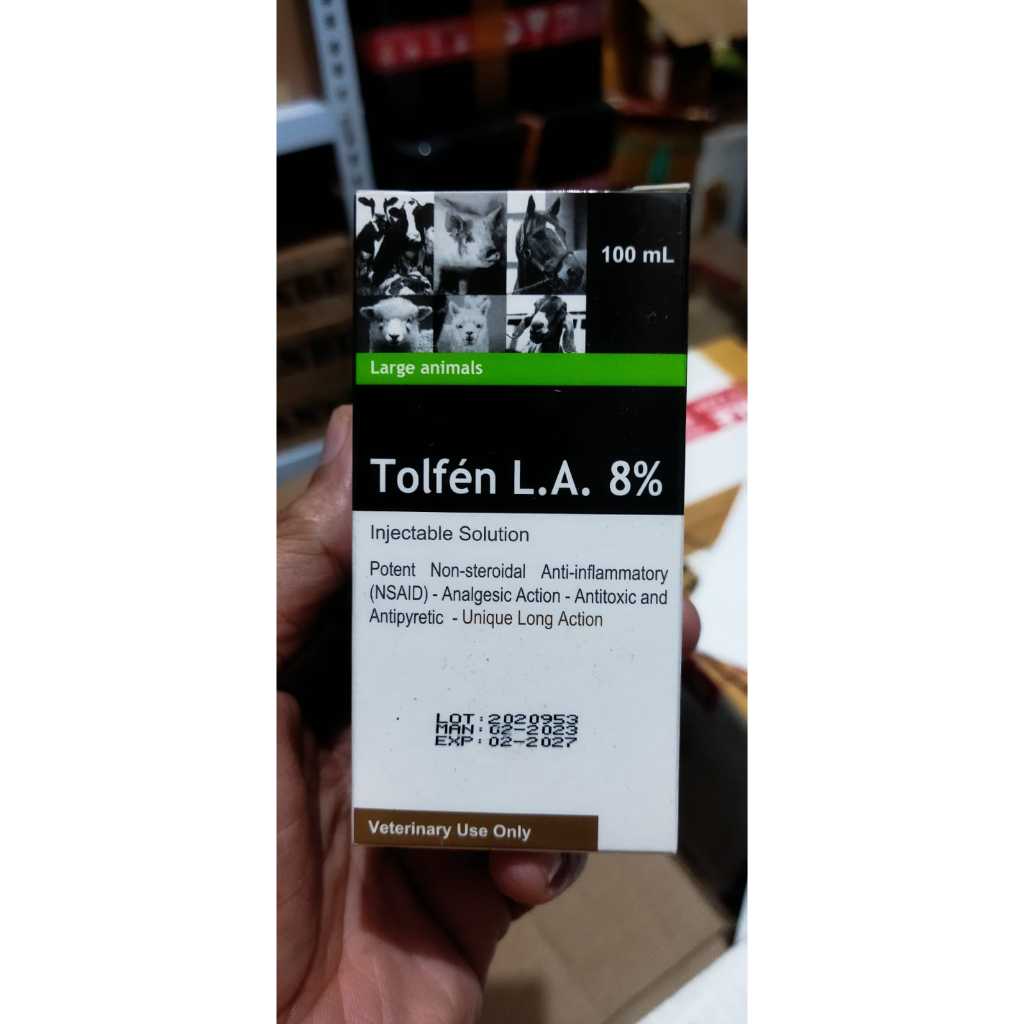 100 mL
Large animals
Tolfén L.A. 8%
Injectable Solution
Potent Non-steroidal Anti-inflammatory
(NSAID) - Analgesic Action - Antitoxic and
Antipyretic - Unique Long Action
LOT: 2020953
MAN: 02-2023
EXP: 02-2027
Veterinary Use Only